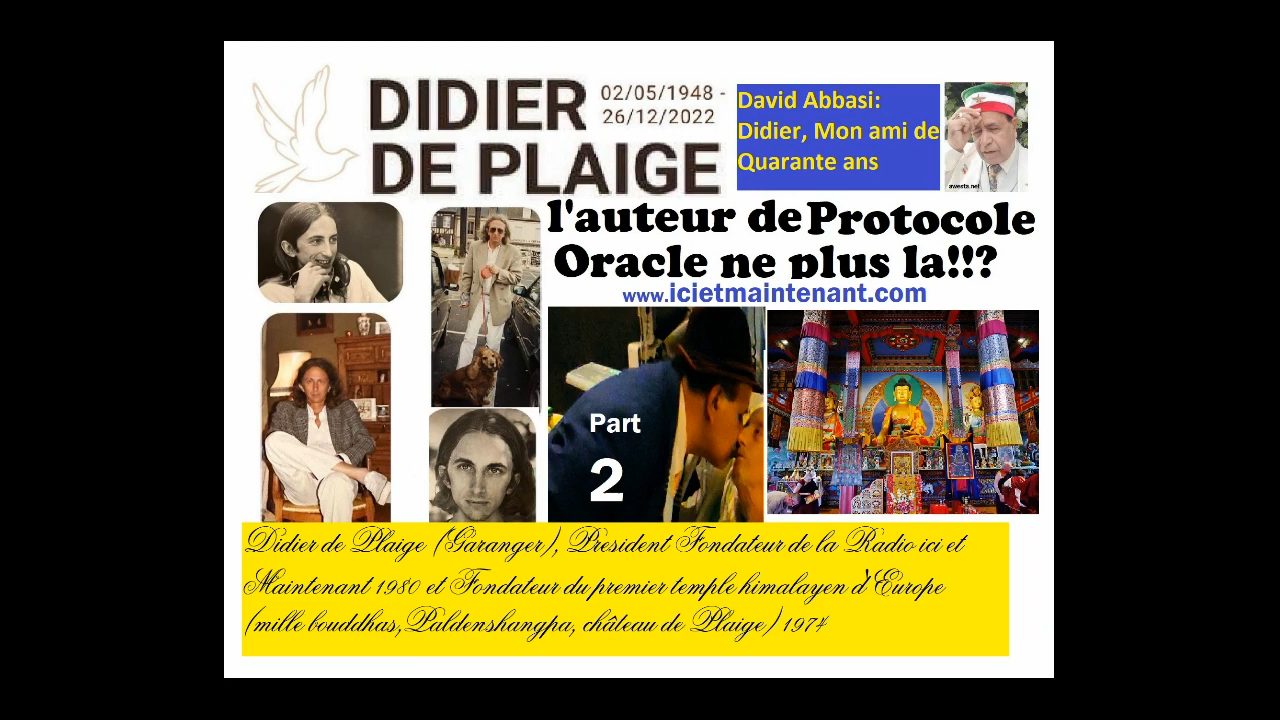 DIDIER
DE PLAIGE
02/05/1948 -
26/12/2022
David Abbasi:
Didier, Mon ami de
Quarante ans
awesta.net
l'auteur de Protocole
Oracle ne plus la!!?
www.icietmaintenant.com
Part
2
Didier de Plaige (Garanger), President Fondateur de la Radio ici et
Maintenant 1980 et Fondateur du premier temple himalayen d'Europe
(mille bouddhas,Paldenshangpa, château de Plaige) 1974